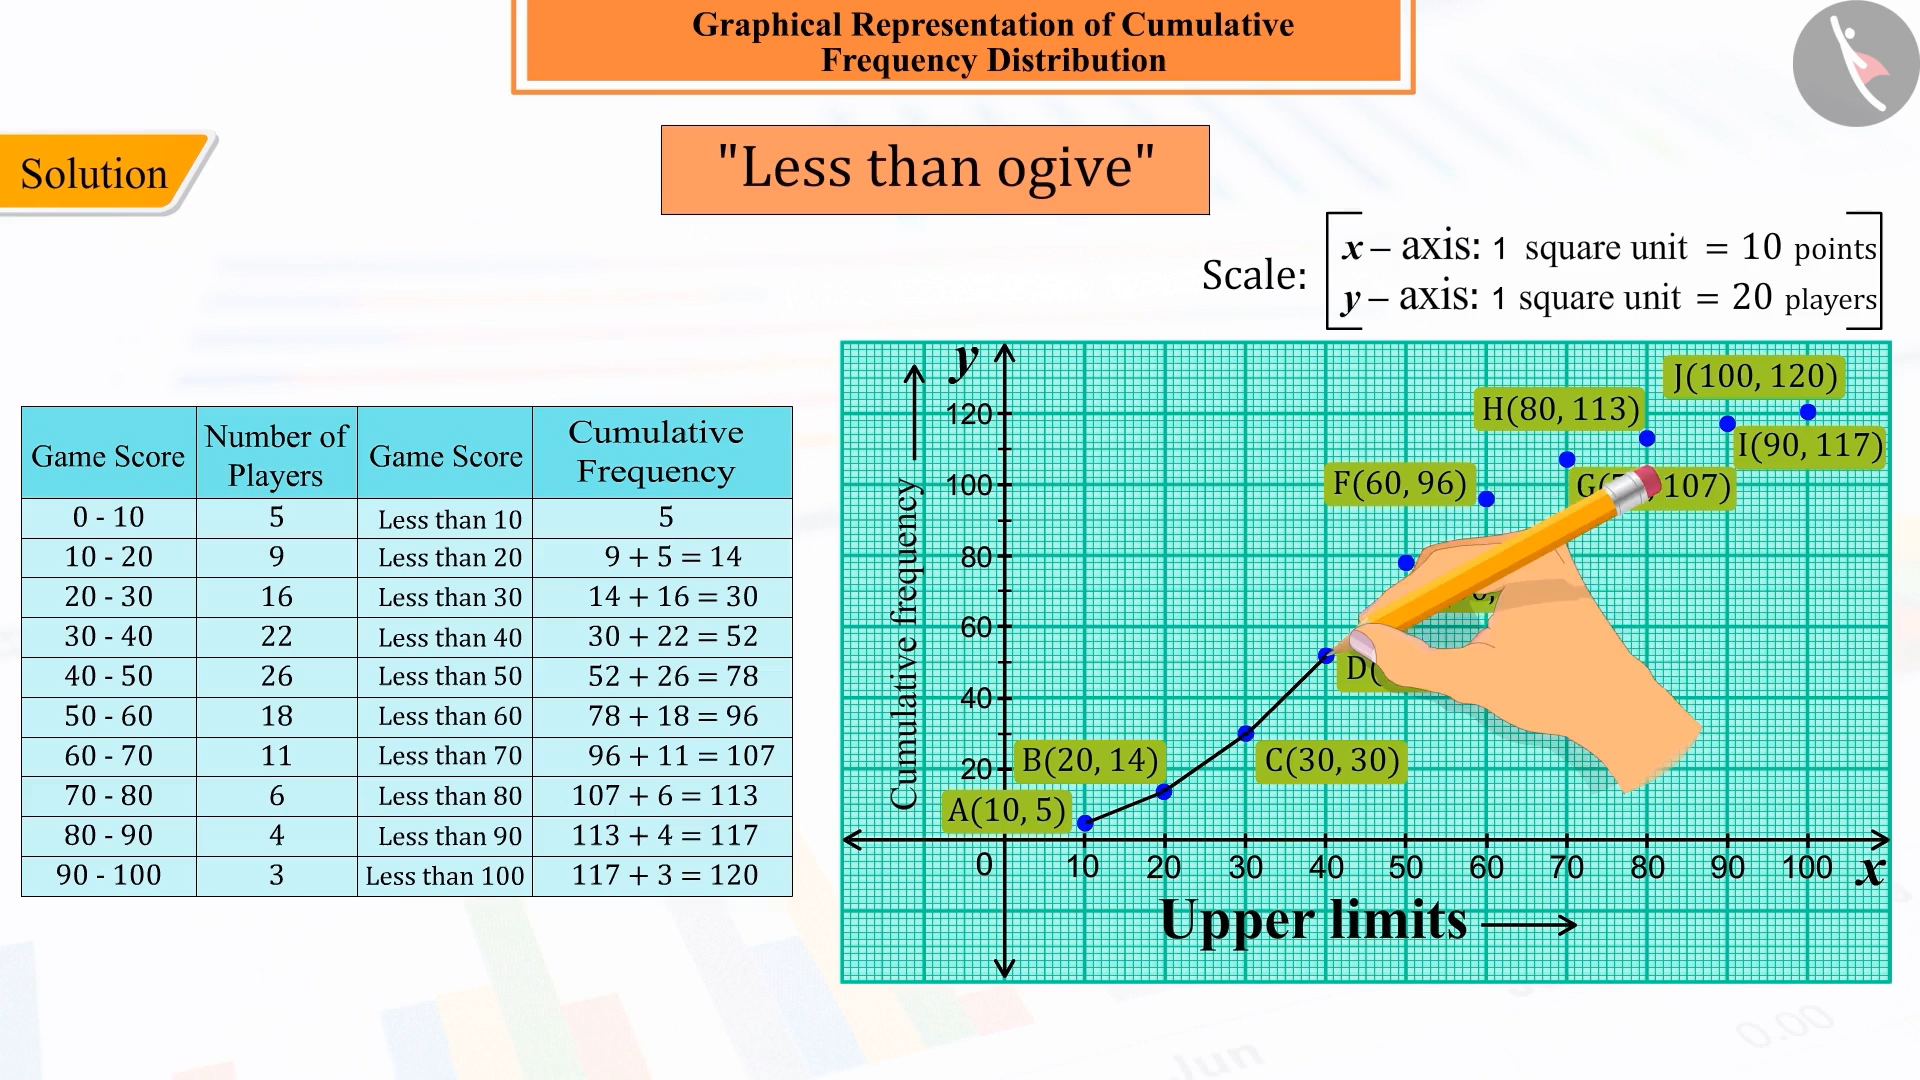 Graphical Representation of Cumulative
Frequency Distribution
Solution
"Less than ogive"
Scale:
x – axis: 1 square unit = 10 points
y – axis: 1 square unit = 20 players
Game Score Number of Players Game Score Cumulative Frequency
0 - 10 5 Less than 10 5
10 - 20 9 Less than 20 9 + 5 = 14
20 - 30 16 Less than 30 14 + 16 = 30
30 - 40 22 Less than 40 30 + 22 = 52
40 - 50 26 Less than 50 52 + 26 = 78
50 - 60 18 Less than 60 78 + 18 = 96
60 - 70 11 Less than 70 96 + 11 = 107
70 - 80 6 Less than 80 107 + 6 = 113
80 - 90 4 Less than 90 113 + 4 = 117
90 - 100 3 Less than 100 117 + 3 = 120
y
Cumulative frequency
120
100
80
60
40
20
J(100, 120)
H(80, 113)
I(90, 117)
F(60, 96)
107)
D(
B(20, 14)
C(30, 30)
A(10, 5)
0 10 20 30 40 50 60 70 80 90 100 x
Upper limits
Jun
0.00